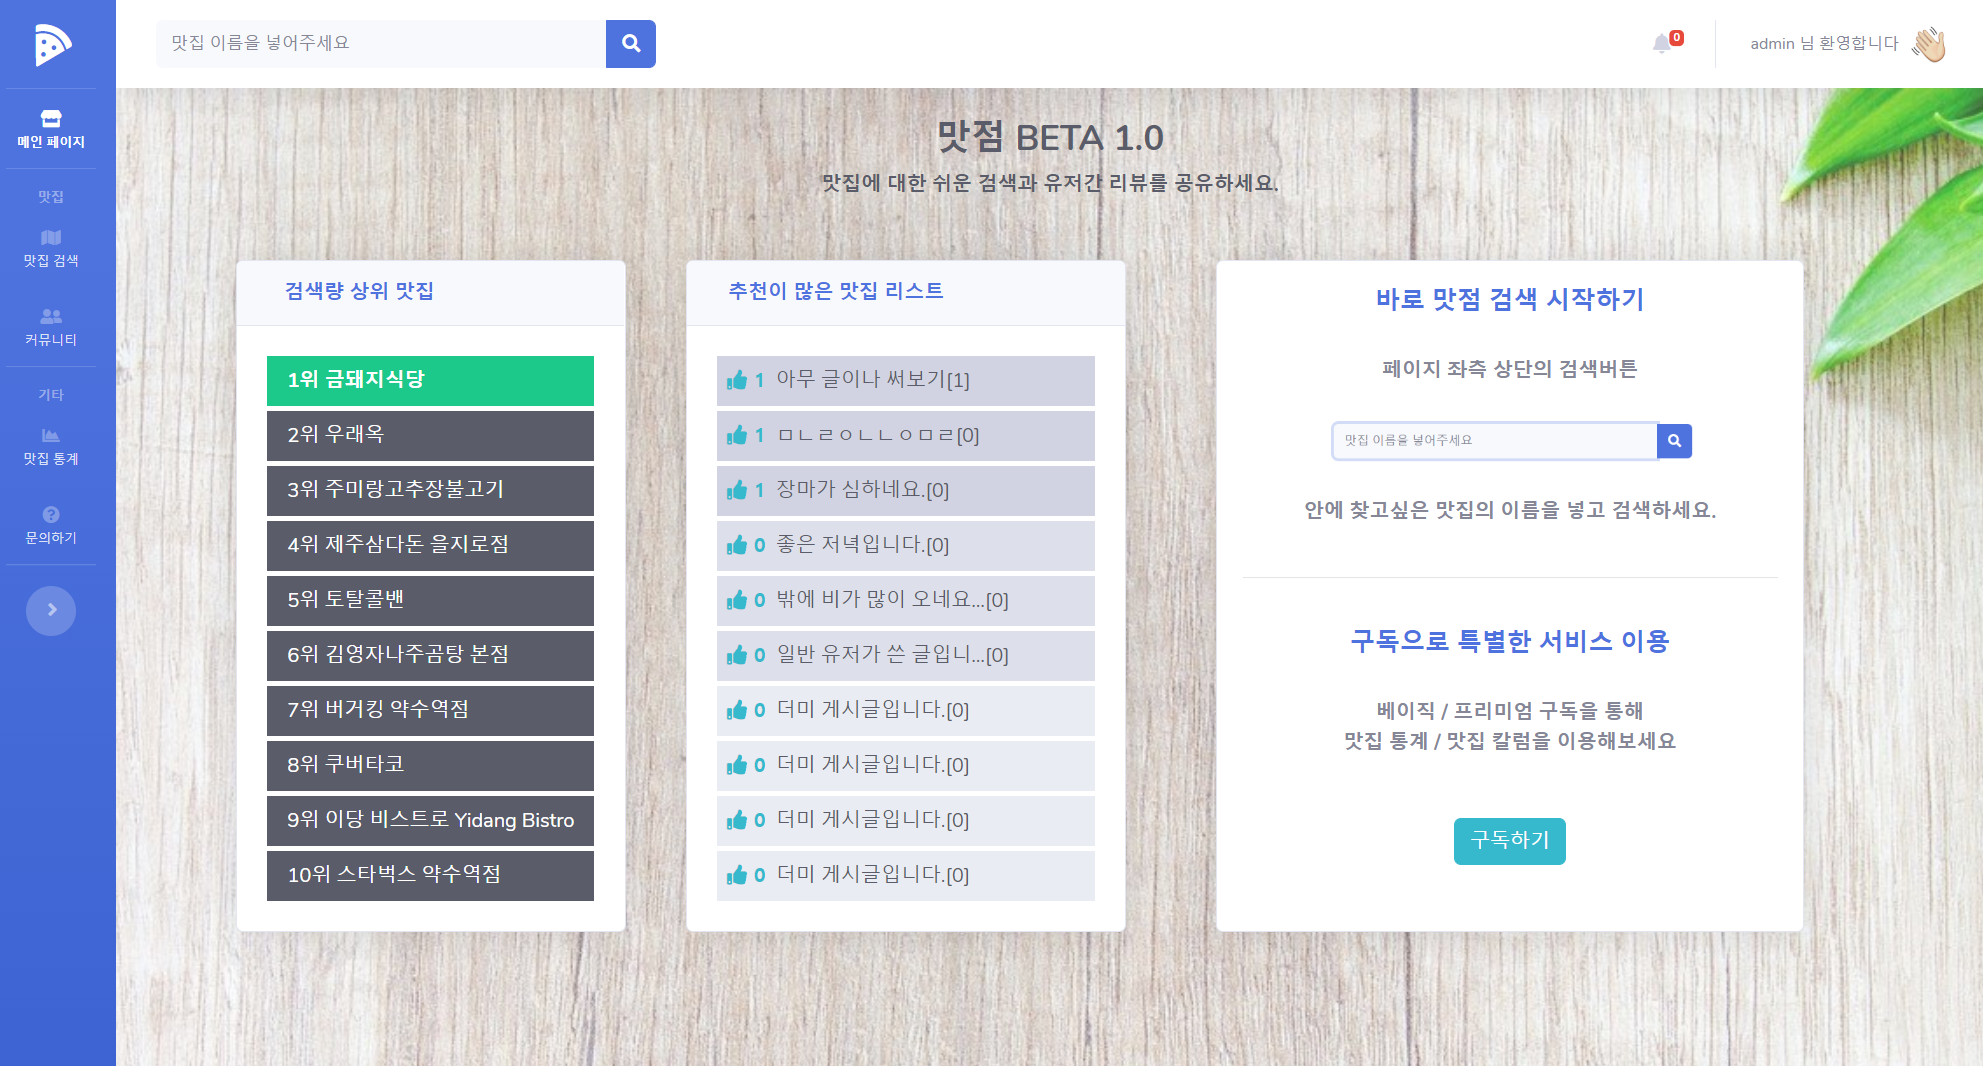 맛집 이름을 넣어주세요
0
admin 님 환영합니다
메인 페이지
맛집
맛집 검색
커뮤니티
기타
맛집 통계
문의하기
맛점 BETA 1.0
맛집에 대한 쉬운 검색과 유저간 리뷰를 공유하세요.
검색량 상위 맛집
1위 금돼지식당
2위 우래옥
3위 주미랑고추장불고기
4위 제주삼다돈 을지로점
5위 토탈콜밴
6위 김영자나주곰탕 본점
7위 버거킹 약수역점
8위 쿠버타코
9위 이당 비스트로 Yidang Bistro
10위 스타벅스 약수역점
추천이 많은 맛집 리스트
1 아무 글이나 써보기[1]
1 ㅁㄴㄹㅇㄴㄴㅇㅁㄹ[0]
1 장마가 심하네요.[0]
0 좋은 저녁입니다.[0]
0 밖에 비가 많이 오네요...[0]
0 일반 유저가 쓴 글입니...[0]
0 더미 게시글입니다.[0]
0 더미 게시글입니다.[0]
0 더미 게시글입니다.[0]
0 더미 게시글입니다.[0]
바로 맛점 검색 시작하기
페이지 좌측 상단의 검색버튼
맛집 이름을 넣어주세요
안에 찾고싶은 맛집의 이름을 넣고 검색하세요.
구독으로 특별한 서비스 이용
베이직 / 프리미엄 구독을 통해
맛집 통계 / 맛집 칼럼을 이용해보세요
구독하기